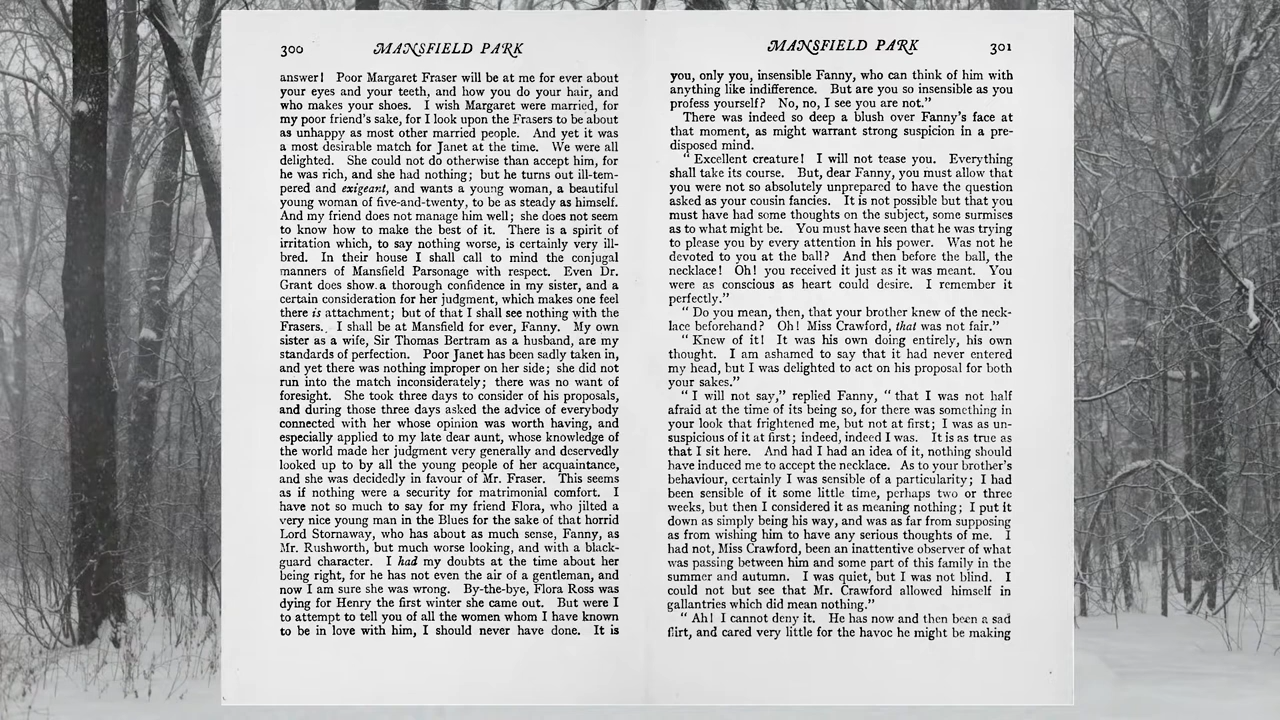 300 MANSFIELD PARK
answer! Poor Margaret Fraser will be at me for ever about
your eyes and your teeth, and how you do your hair, and
who makes your shoes. I wish Margaret were married, for
my poor friend's sake, for I look upon the Frasers to be about
as unhappy as most other married people. And yet it was
a most desirable match for Janet at the time. We were all
delighted. She could not do otherwise than accept him, for
he was rich, and she had nothing; but he turns out ill-tem-
pered and exigeant, and wants a young woman, a beautiful
young woman of five-and-twenty, to be as steady as himself.
And my friend does not manage him well; she does not seem
to know how to make the best of it. There is a spirit of
irritation which, to say nothing worse, is certainly very ill-
bred. In their house I shall call to mind the conjugal
manners of Mansfield Parsonage with respect. Even Dr.
Grant does show a thorough confidence in my sister, and a
certain consideration for her judgment, which makes one feel
there is attachment; but of that I shall see nothing with the
Frasers. I shall be at Mansfield for ever, Fanny. My own
sister as a wife, Sir Thomas Bertram as a husband, are my
standards of perfection. Poor Janet has been sadly taken in,
and yet there was nothing improper on her side; she did not
run into the match inconsiderately; there was no want of
foresight. She took three days to consider of his proposals,
and during those three days asked the advice of everybody
connected with her whose opinion was worth having, and
especially applied to my late dear aunt, whose knowledge of
the world made her judgment very generally and deservedly
looked up to by all the young people of her acquaintance,
and she was decidedly in favour of Mr. Fraser. This seems
as if nothing were a security for matrimonial comfort. I
have not so much to say for my friend Flora, who jilted a
very nice young man in the Blues for the sake of that horrid
Lord Stornaway, who has about as much sense, Fanny, as
Mr. Rushworth, but much worse looking, and with a black-
guard character. I had my doubts at the time about her
being right, for he has not even the air of a gentleman, and
now I am sure she was wrong. By-the-bye, Flora Ross was
dying for Henry the first winter she came out. But were I
to attempt to tell you of all the women whom I have known
to be in love with him, I should never have done. It is
MANSFIELD PARK 301
you, only you, insensible Fanny, who can think of him with
anything like indifference. But are you so insensible as you
profess yourself? No, no, I see you are not."
There was indeed so deep a blush over Fanny's face at
that moment, as might warrant strong suspicion in a pre-
disposed mind.
"Excellent creature! I will not tease you. Everything
shall take its course. But, dear Fanny, you must allow that
you were not so absolutely unprepared to have the question
asked as your cousin fancies. It is not possible but that you
must have had some thoughts on the subject, some surmises
as to what might be. You must have seen that he was trying
to please you by every attention in his power. Was not he
devoted to you at the ball? And then before the ball, the
necklace! Oh! you received it just as it was meant. You
were as conscious as heart could desire. I remember it
perfectly."
"Do you mean, then, that your brother knew of the neck-
lace beforehand? Oh! Miss Crawford, that was not fair."
"Knew of it! It was his own doing entirely, his own
thought. I am ashamed to say that it had never entered
my head, but I was delighted to act on his proposal for both
your sakes."
"I will not say," replied Fanny, "that I was not half
afraid at the time of its being so, for there was something in
your look that frightened me, but not at first; I was as un-
suspicious of it at first; indeed, indeed I was. It is as true as
that I sit here. And had I had an idea of it, nothing should
have induced me to accept the necklace. As to your brother's
behaviour, certainly I was sensible of a particularity; I had
been sensible of it some little time, perhaps two or three
weeks, but then I considered it as meaning nothing; I put it
down as simply being his way, and was as far from supposing
as from wishing him to have any serious thoughts of me. I
had not, Miss Crawford, been an inattentive observer of what
was passing between him and some part of this family in the
summer and autumn. I was quiet, but I was not blind. I
could not but see that Mr. Crawford allowed himself in
gallantries which did mean nothing."
"Ah! I cannot deny it. He has now and then been a sad
flirt, and cared very little for the havoc he might be making